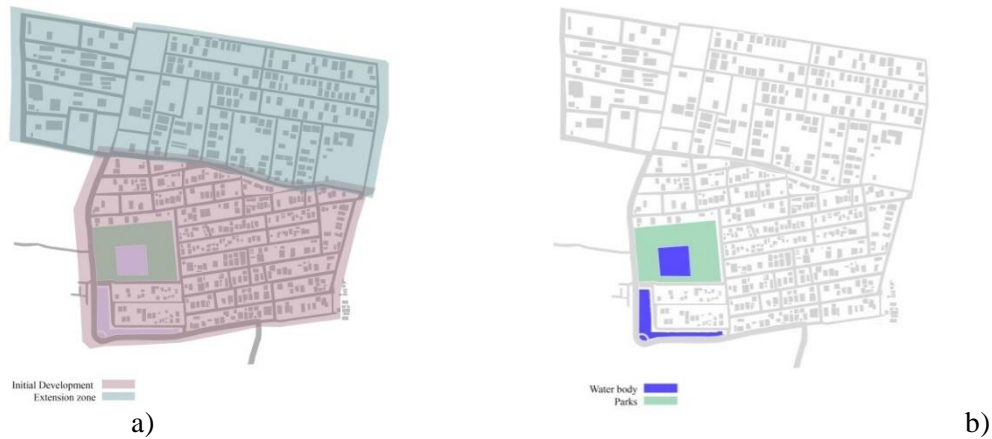 Initial Development
Extension zone
a)
Water body
Parks
b)